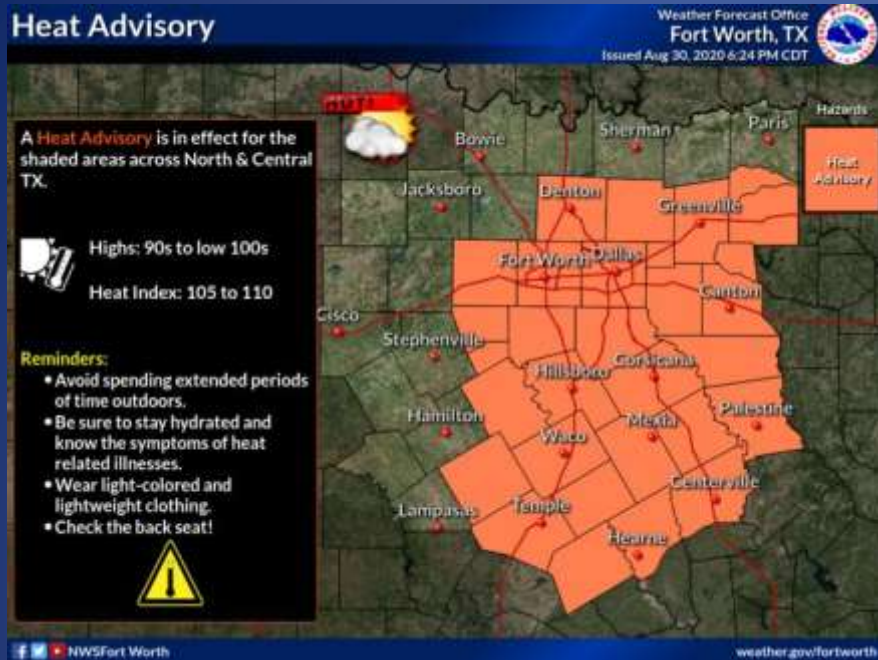 Heat Advisory
Weather Forecast Office
Fort Worth, TX
Issued Aug 30, 2020 6:24 PM CDT
A Heat Advisory is in effect for the
shaded areas across North & Central
TX.
Highs: 90s to low 100s
Heat Index: 105 to 110
Reminders:
• Avoid spending extended periods
of time outdoors.
• Be sure to stay hydrated and
know the symptoms of heat
related illnesses.
• Wear light-colored and
lightweight clothing.
• Check the back seat!
Hazards
Heat
Advisory
Bowie
Sherman
Paris
Jacksboro
Denton
Greenville
Fort Worth
Dallas
Canton
Cisco
Stephenville
Hillsboro
Corsicana
Hamilton
Waco
Mexia
Palestine
Lampasas
Temple
Centerville
Hearne
NWSFort Worth
weather.gov/fortworth